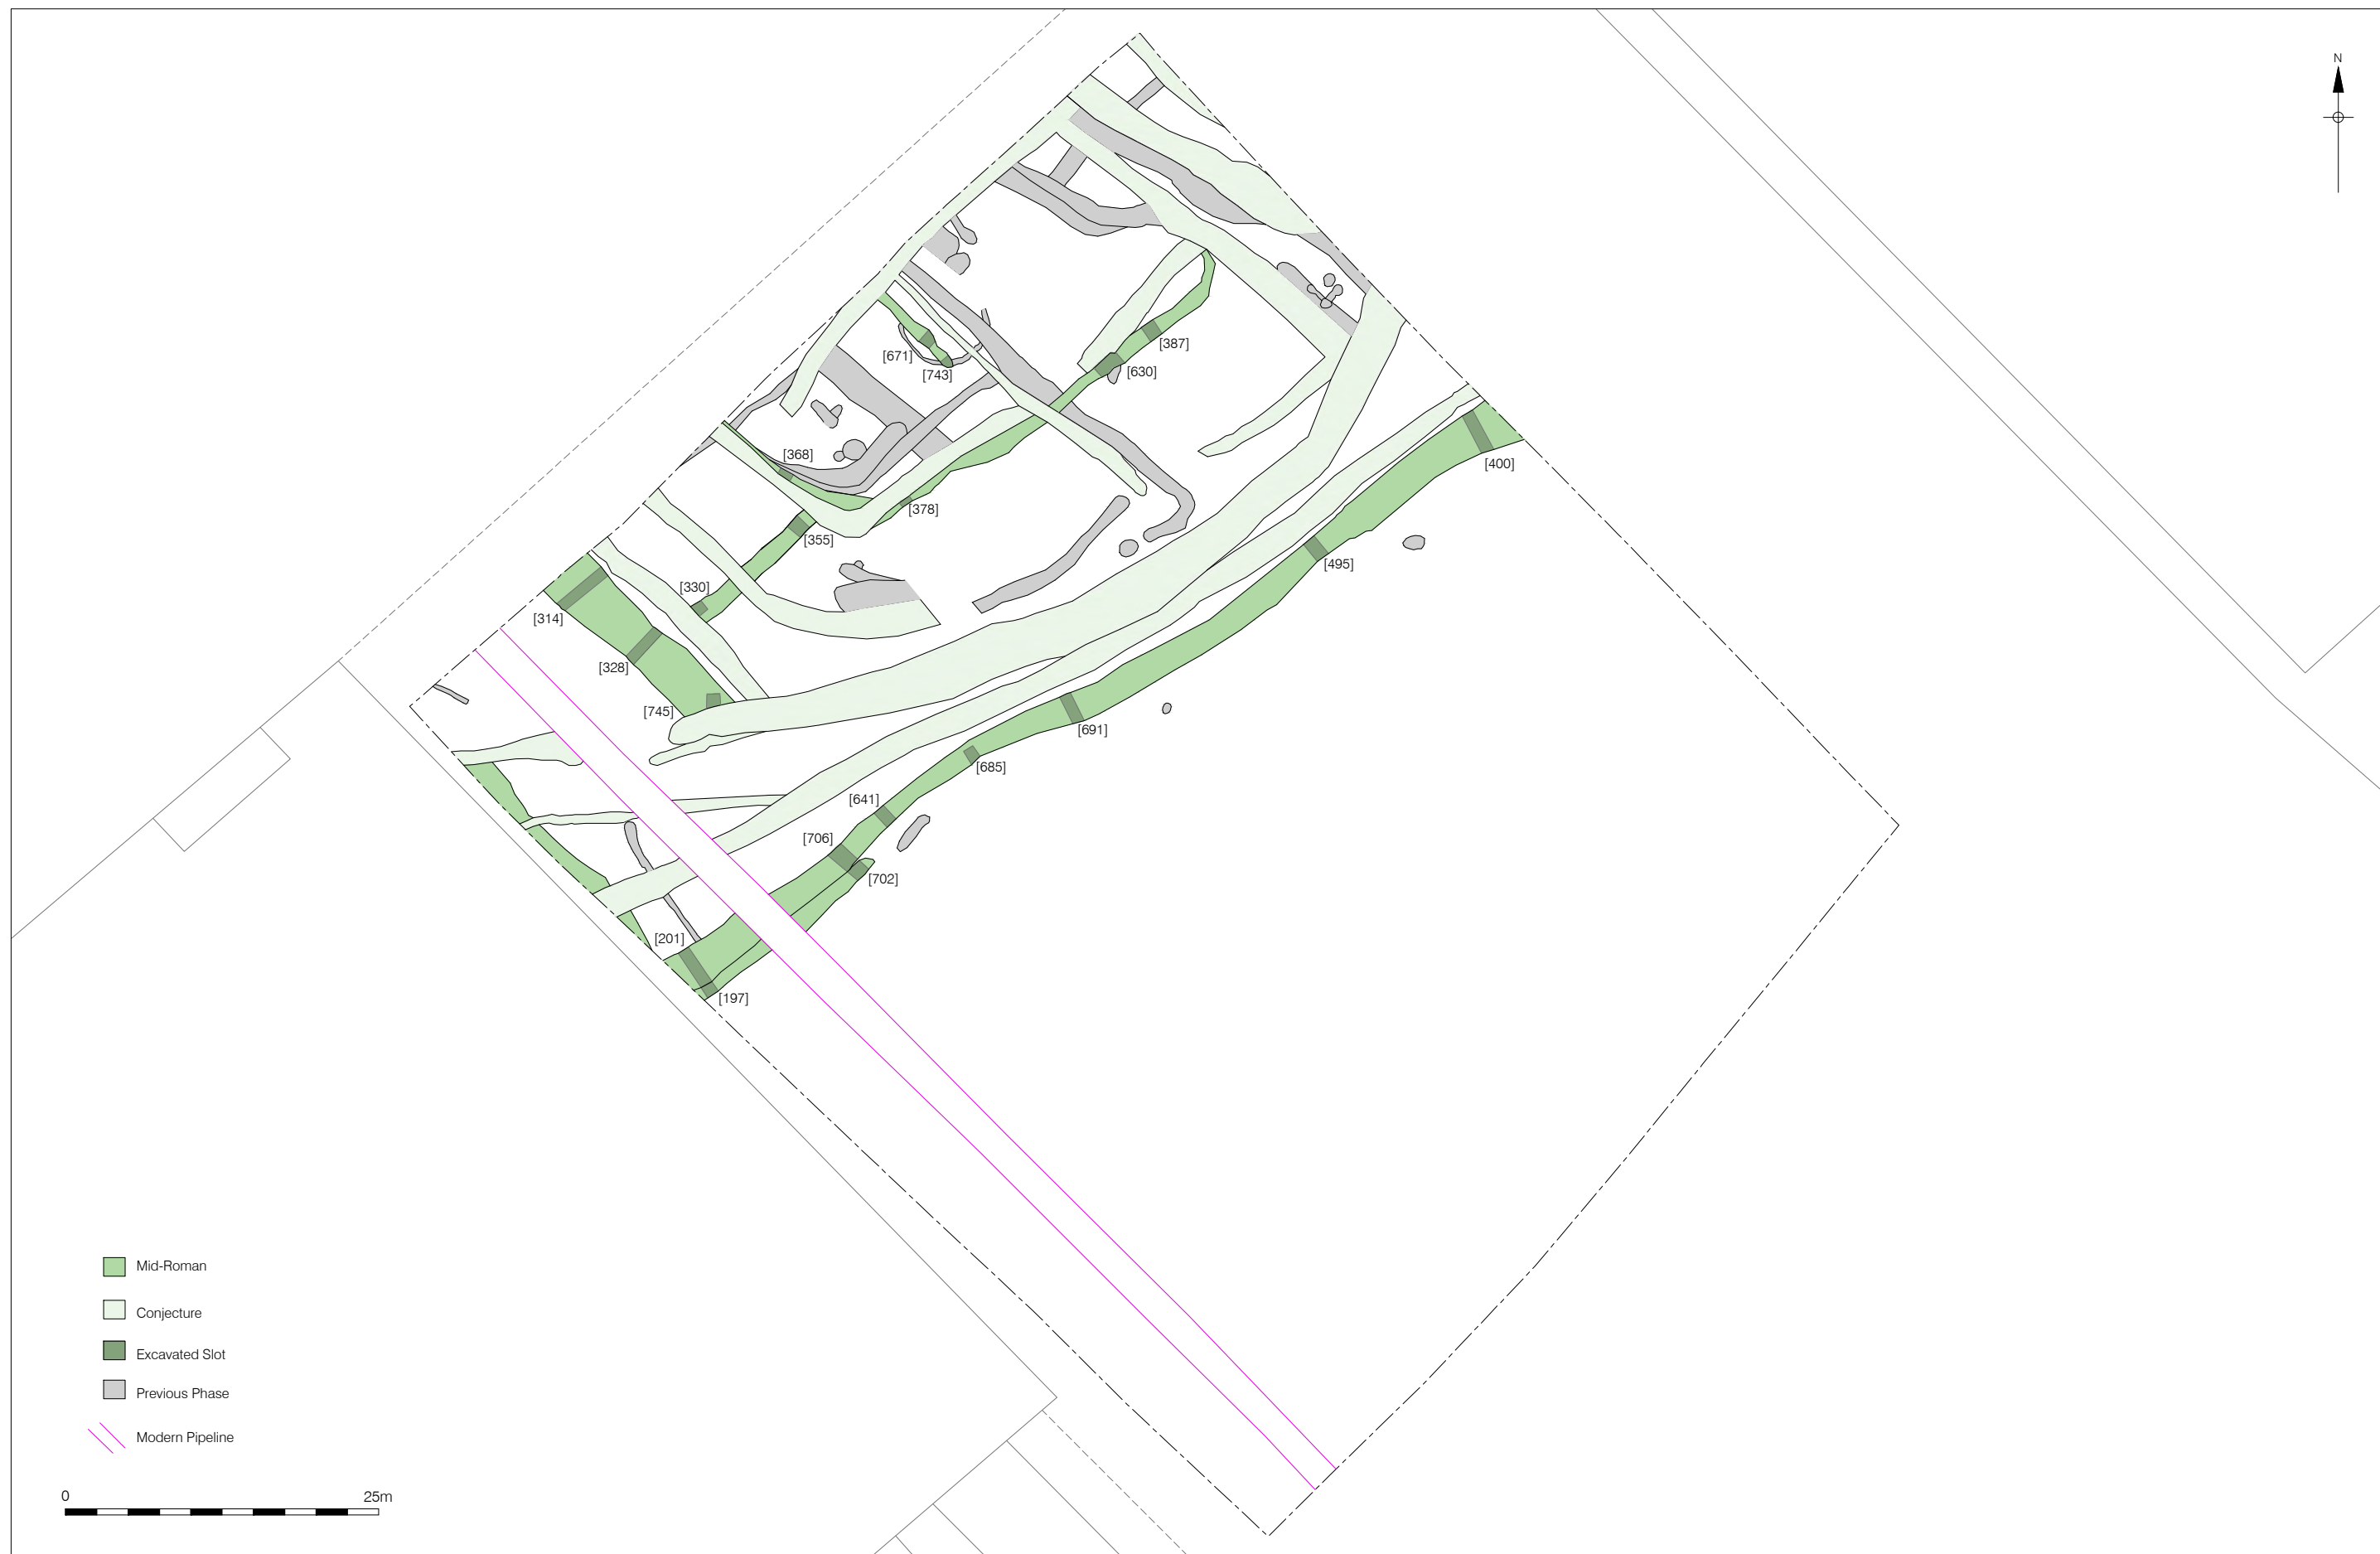 N
[387]
[671]
[743]
[630]
[368]
[400]
[378]
[355]
[495]
[330]
[314]
[328]
[745]
[691]
[685]
[641]
[706]
[702]
[201]
[197]
Mid-Roman
Conjecture
Excavated Slot
Previous Phase
Modern Pipeline
0 25m